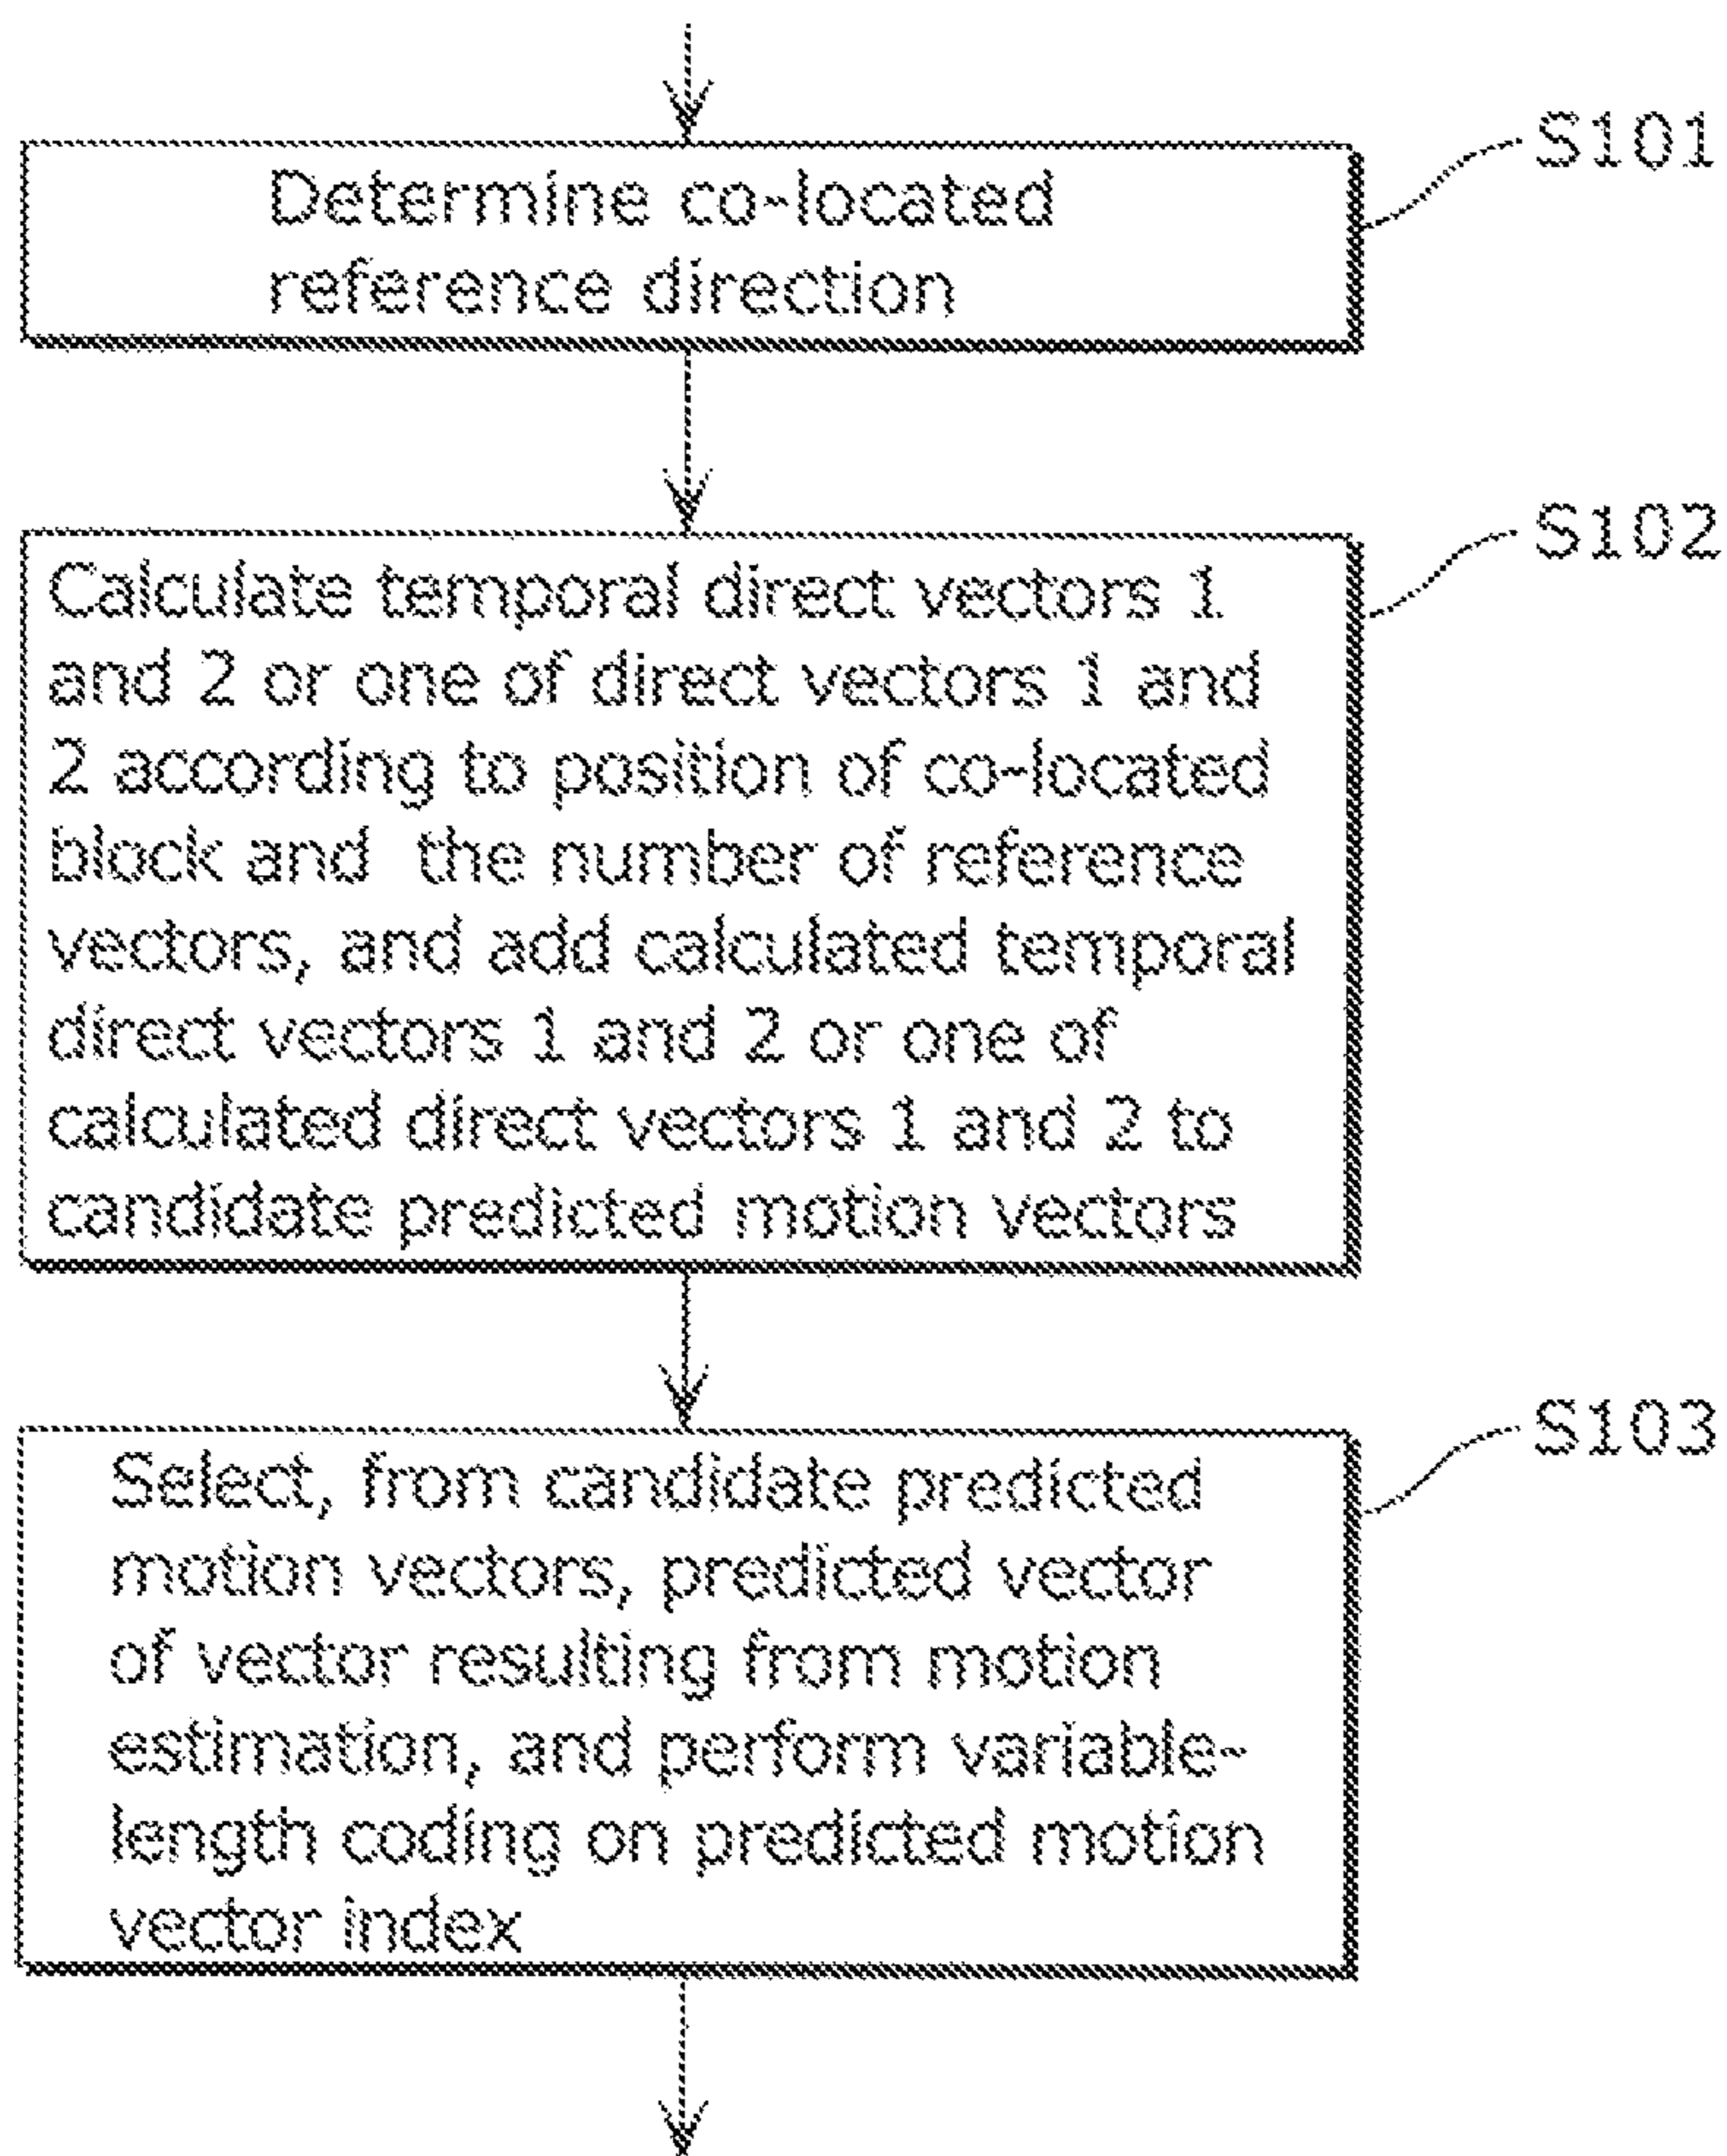 S101
Determine co-located
reference direction
S102
Calculate temporal direct vectors 1
and 2 or one of direct vectors 1 and
2 according to position of co-located
block and the number of reference
vectors, and add calculated temporal
direct vectors 1 and 2 or one of
calculated direct vectors 1 and 2 to
candidate predicted motion vectors
S103
Select, from candidate predicted
motion vectors, predicted vector
of vector resulting from motion
estimation, and perform variable-
length coding on predicted motion
vector index